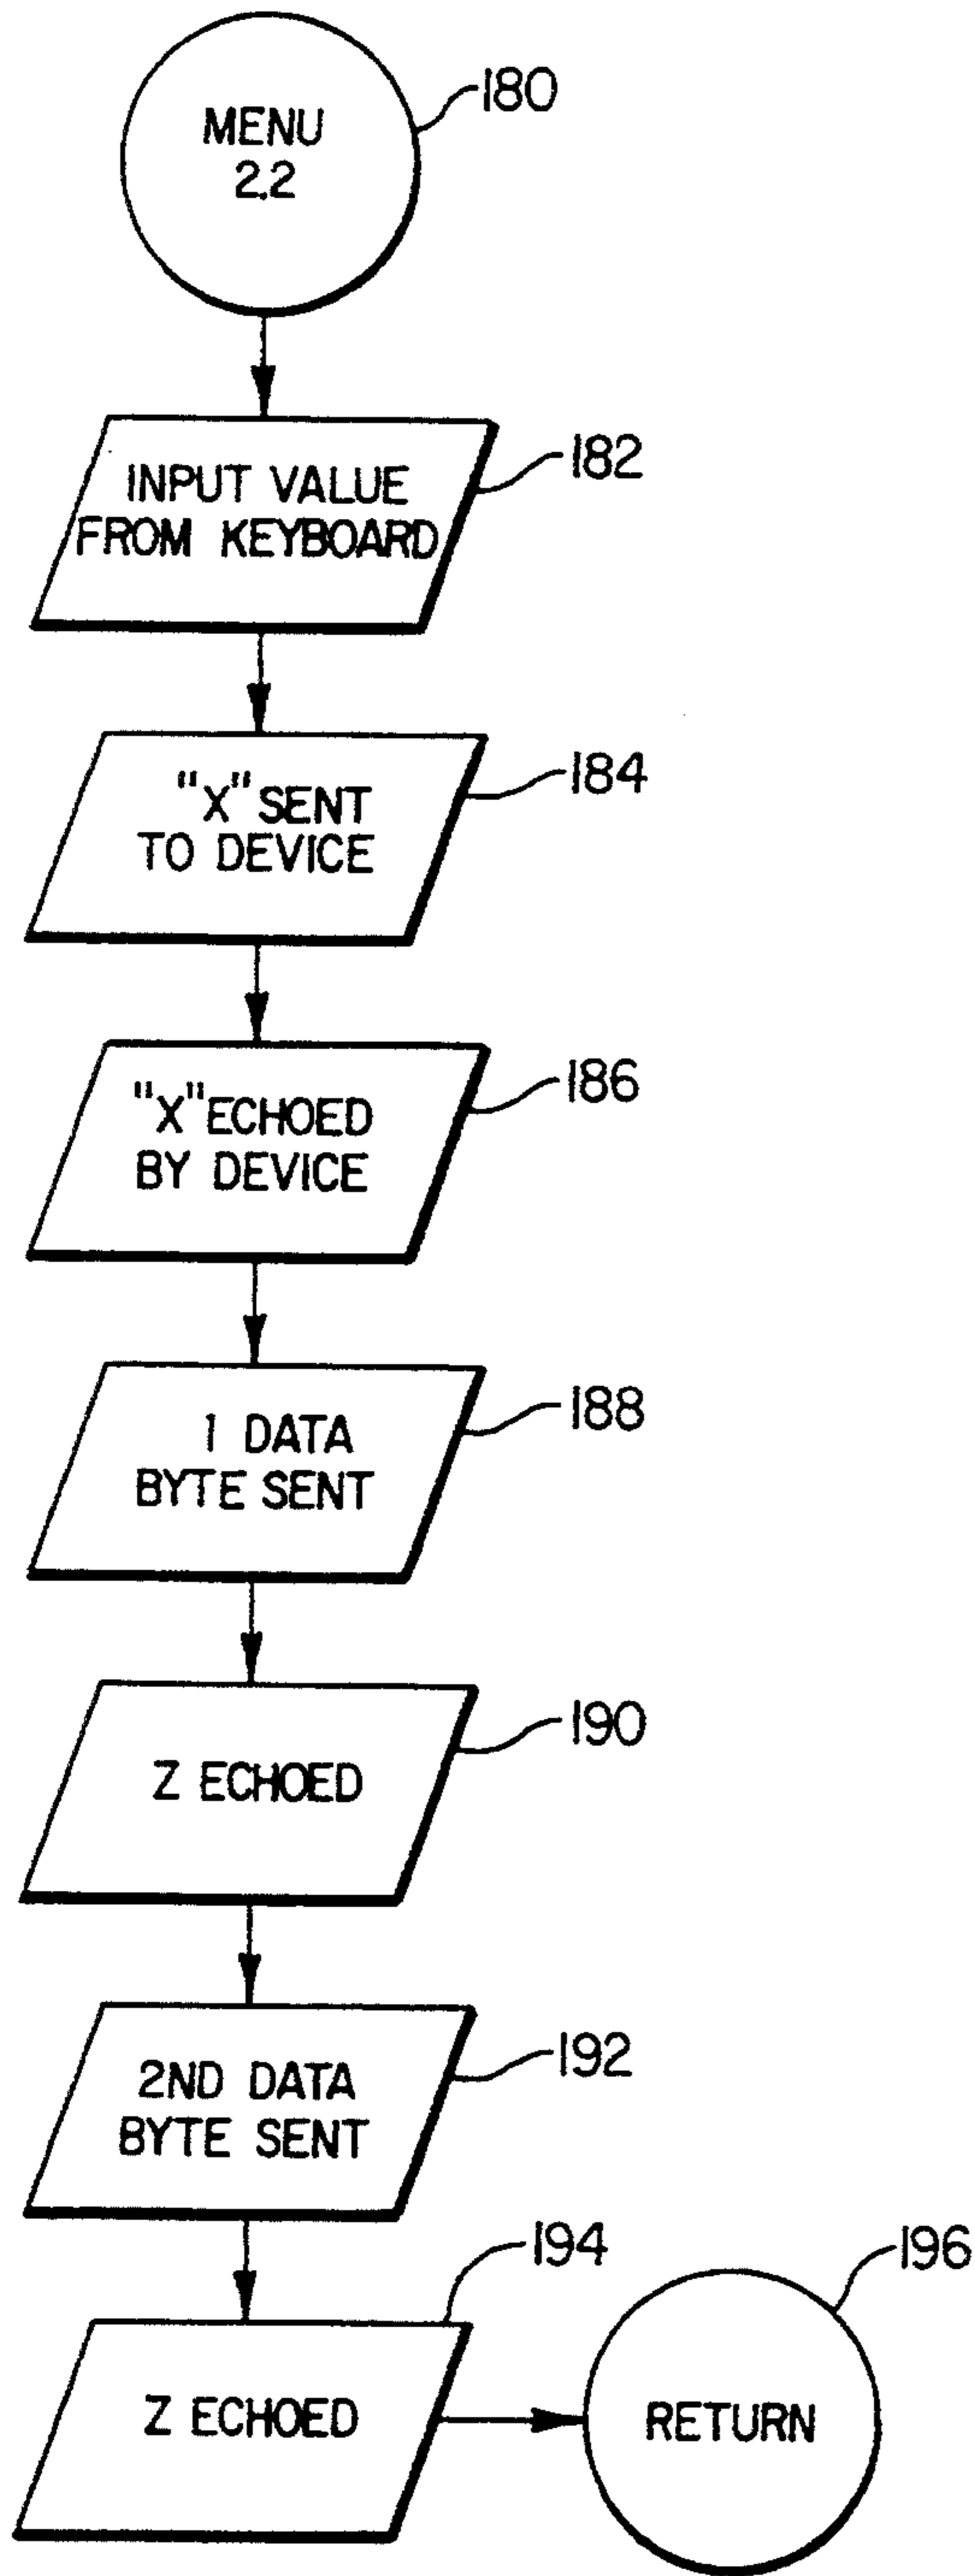 MENU
2.2
180
INPUT VALUE
FROM KEYBOARD
182
"X" SENT
TO DEVICE
184
"X" ECHOED
BY DEVICE
186
1 DATA
BYTE SENT
188
Z ECHOED
190
2ND DATA
BYTE SENT
192
Z ECHOED
194
RETURN
196